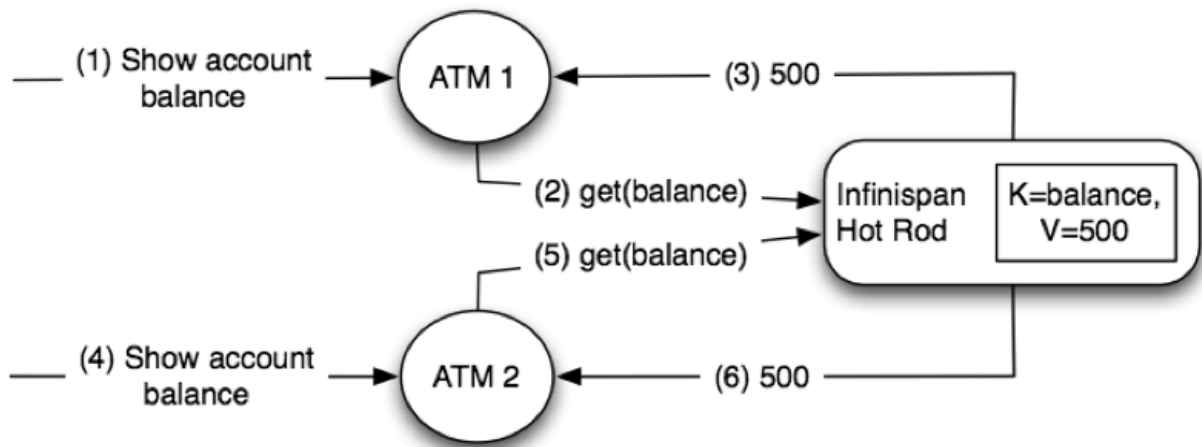 (1) Show account
balance
ATM 1
(3) 500
(2) get(balance)
Infinispan
Hot Rod
K=balance,
V=500
(5) get(balance)
(4) Show account
balance
ATM 2
(6) 500